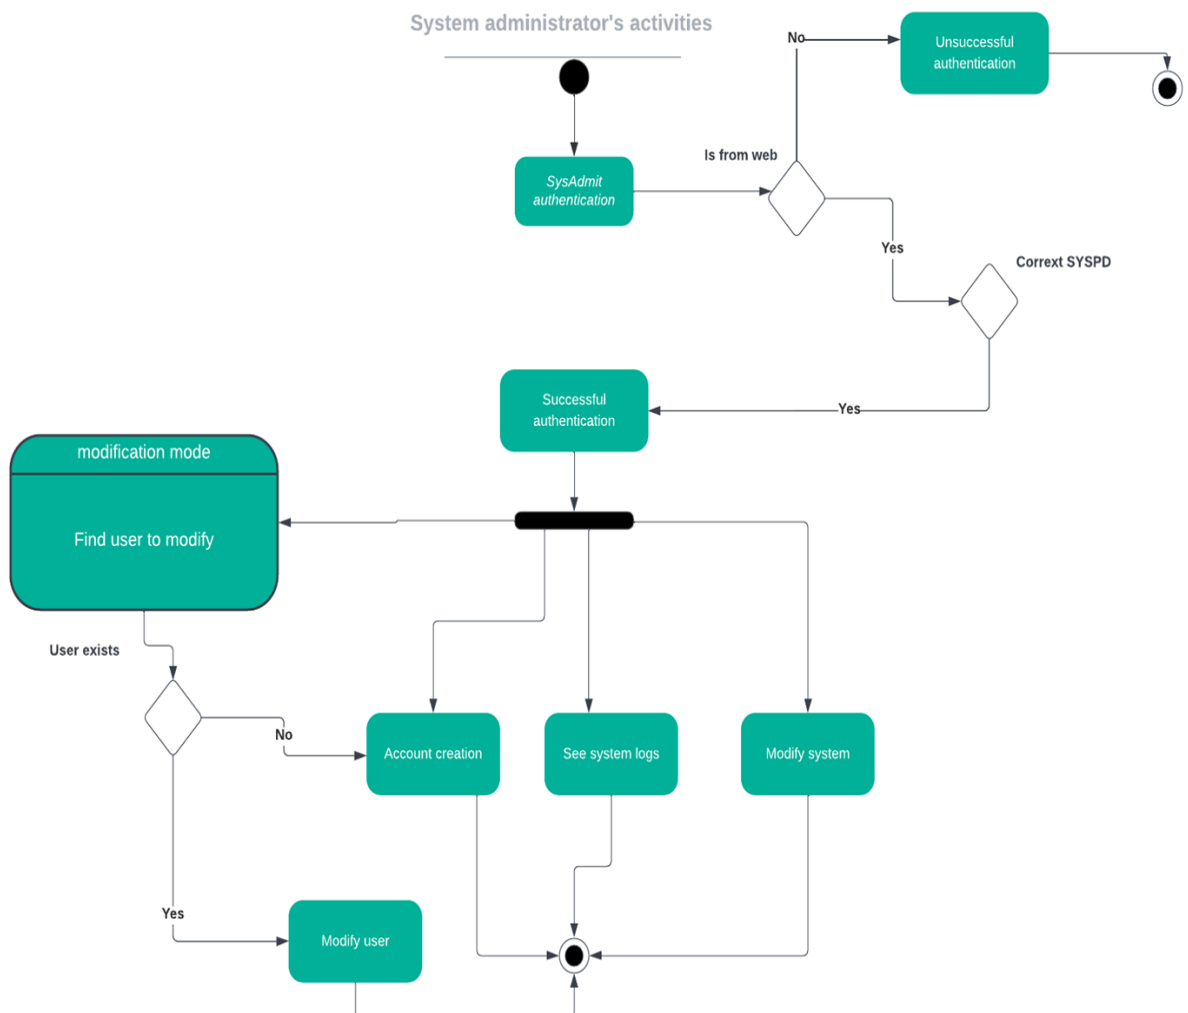 System administrator's activities
No
Unsuccessful
authentication
Is from web
SysAdmit
authentication
Yes
Corrext SYSPD
Successful
authentication
Yes
modification mode
Find user to modify
User exists
No
Account creation
See system logs
Modify system
Yes
Modify user